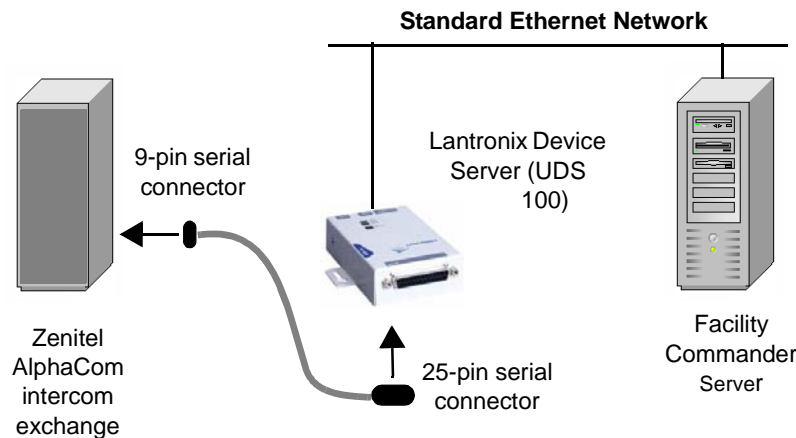 Standard Ethernet Network
9-pin serial
connector
Lantronix Device
Server (UDS
100)
Zenitel
AlphaCom
intercom
exchange
25-pin serial
connector
Facility
Commander
Server